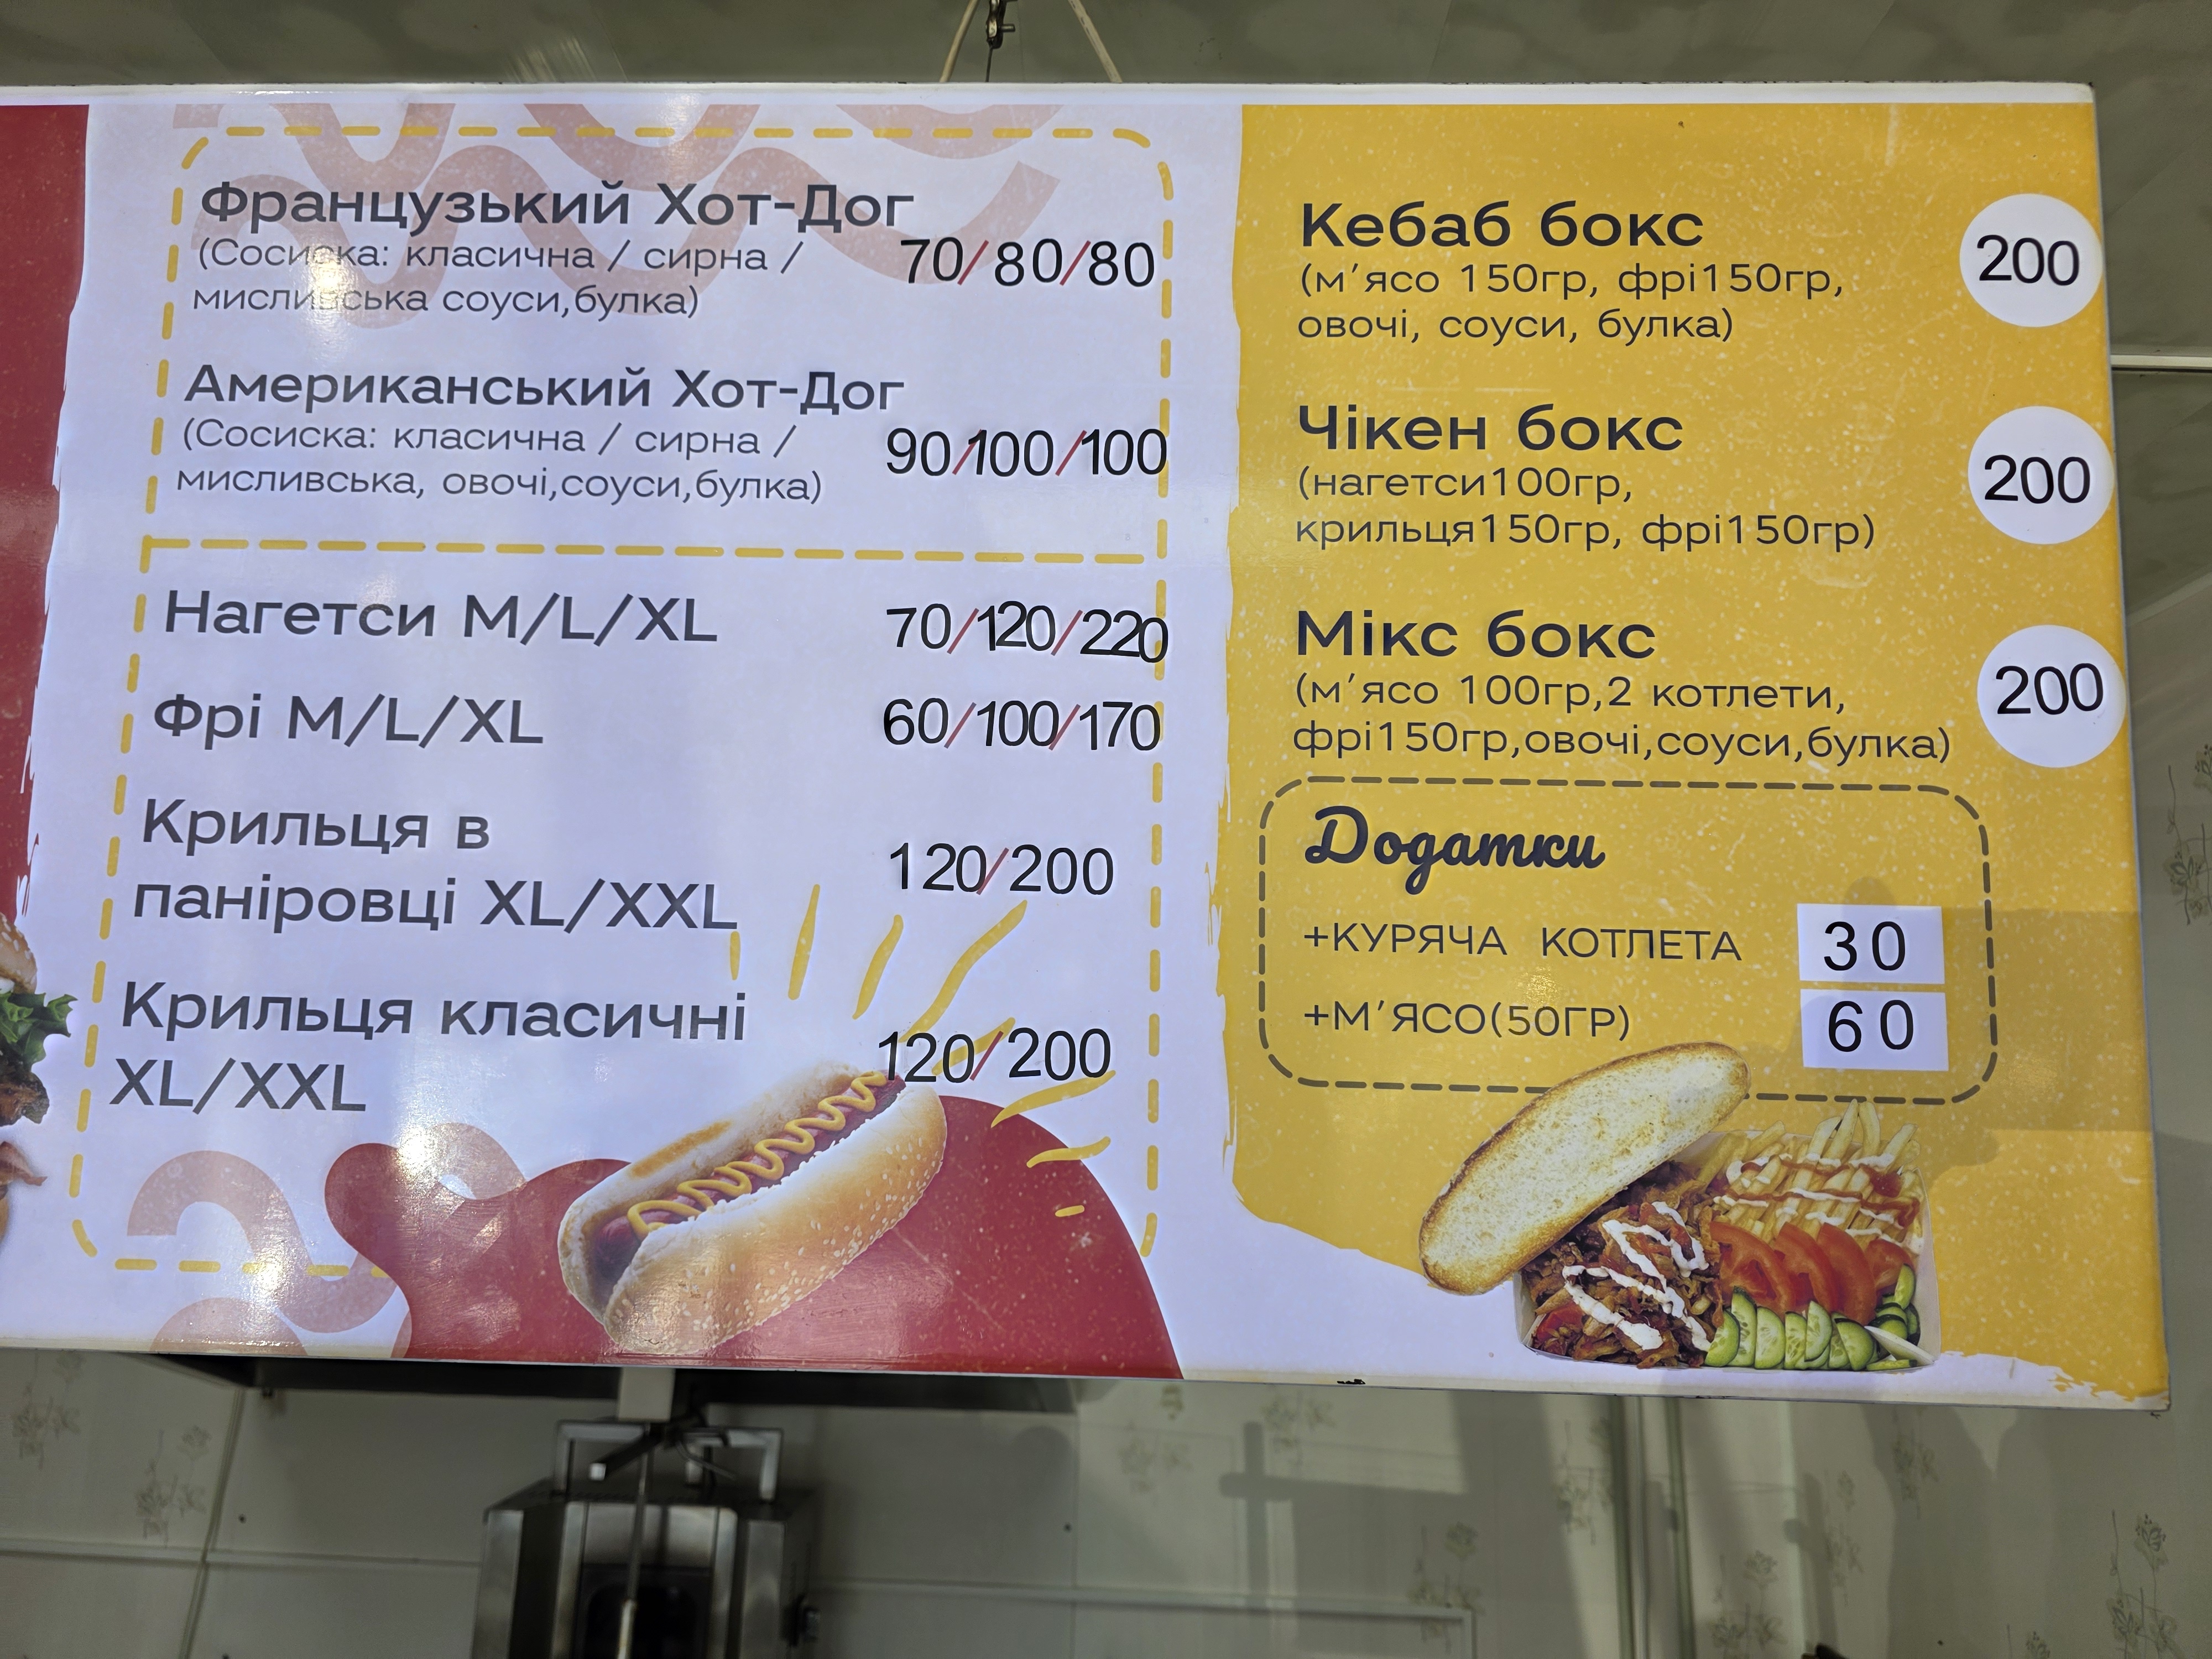 Французький Хот-Дог
(Сосиска: класична / сирна /
мисливська соуси,булка)
70/80/80
Американський Хот-Дог
(Сосиска: класична / сирна /
мисливська, овочі,соуси,булка)
90/100/100
Нагетси M/L/XL 70/120/220
Фрі M/L/XL 60/100/170
Крильця в
паніровці XL/XXL
120/200
Крильця класичні
XL/XXL
120/200
Кебаб бокс
(м'ясо 150гр, фрі150гр,
овочі, соуси, булка)
200
Чікен бокс
(нагетси100гр,
крильця150гр, фрі150гр)
200
Мікс бокс
(м'ясо 100гр,2 котлети,
фрі150гр,овочі,соуси,булка)
200
Додатки
+КУРЯЧА КОТЛЕТА 30
+М'ЯСО(50ГР) 60